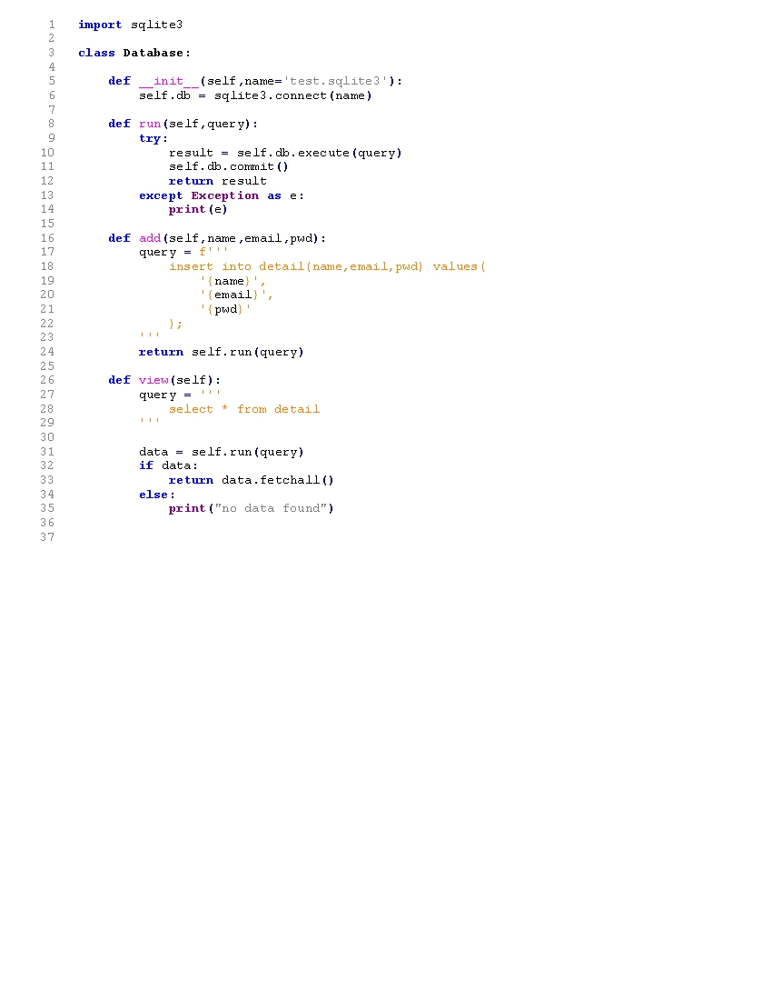 1 import sqlite3
2
3 class Database:
4
5     def __init__(self,name='test.sqlite3'):
6         self.db = sqlite3.connect(name)
7
8     def run(self,query):
9         try:
10             result = self.db.execute(query)
11             self.db.commit()
12             return result
13         except Exception as e:
14             print(e)
15
16     def add(self,name,email,pwd):
17         query = f'''
18             insert into detail(name,email,pwd) values(
19                 '{name}',
20                 '{email}',
21                 '{pwd}'
22             );
23         '''
24         return self.run(query)
25
26     def view(self):
27         query = '''
28             select * from detail
29         '''
30
31         data = self.run(query)
32         if data:
33             return data.fetchall()
34         else:
35             print("no data found")
36
37